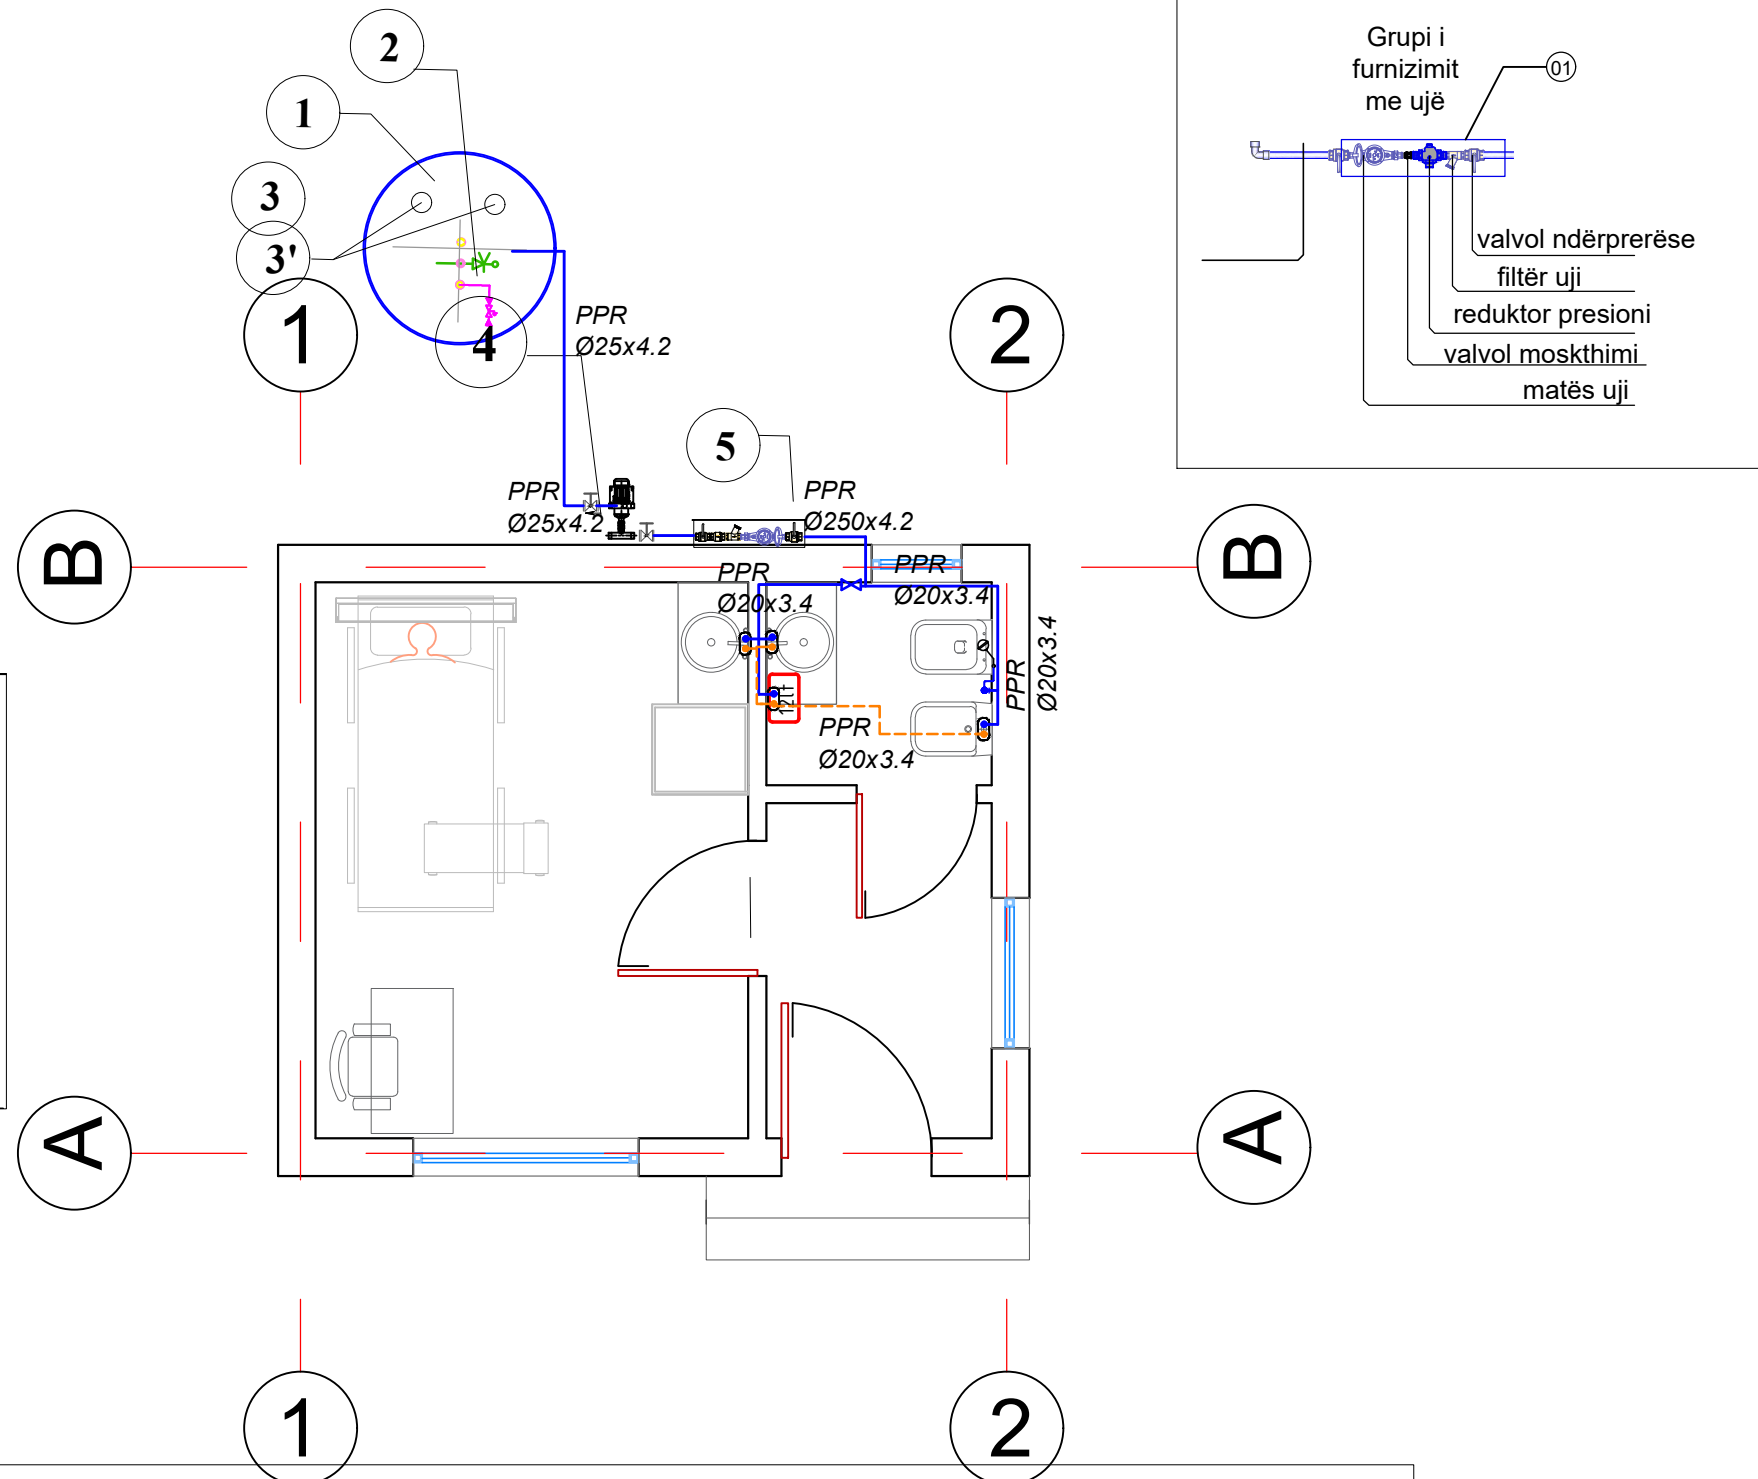 2
1
3
3'
4
5
Grupi i
furnizimit
me ujë
01
valvol ndërprerëse
filtër uji
reduktor presioni
valvol moskthimi
matës uji
1
2
PPR
Ø25x4.2
PPR
Ø25x4.2
PPR
Ø250x4.2
B
B
PPR
Ø20x3.4
PPR
Ø20x3.4
PPR
Ø20x3.4
12lt
PPR
Ø20x3.4
A
A
1
2